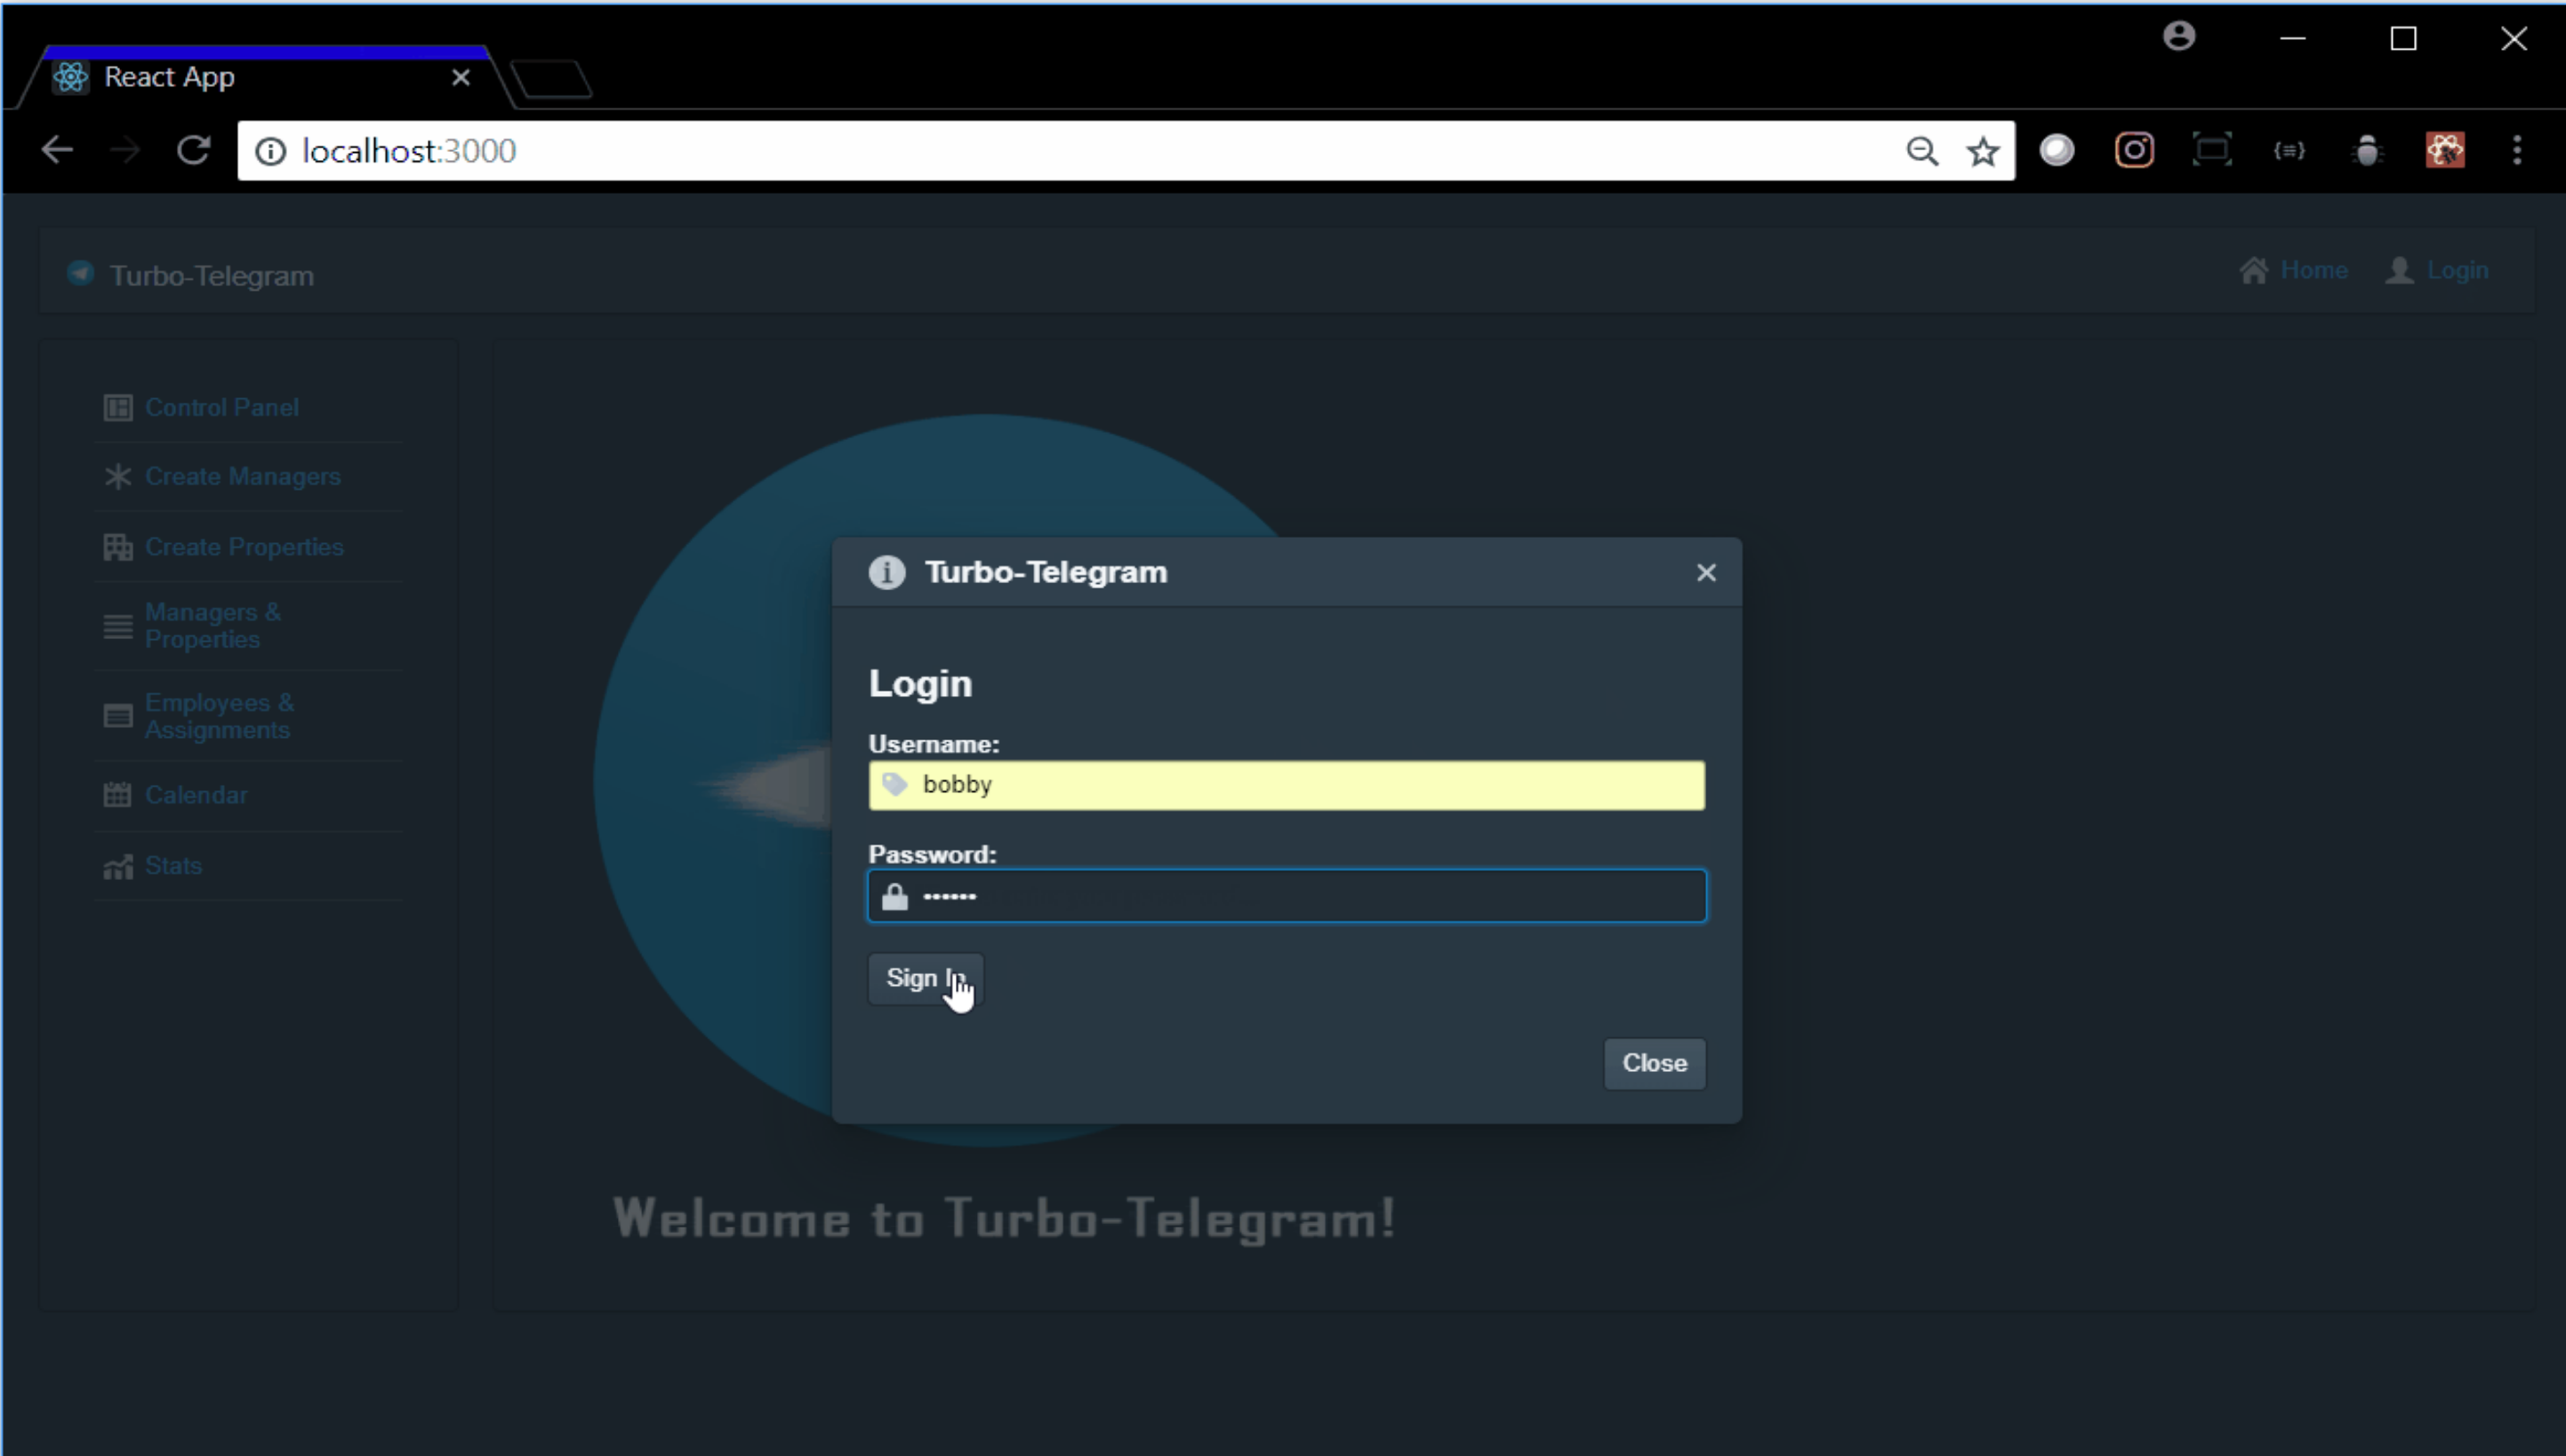 React App
localhost:3000
Turbo-Telegram
Home
Login
Control Panel
Create Managers
Create Properties
Managers &
Properties
Employees &
Assignments
Calendar
Stats
Turbo-Telegram
Login
Username:
bobby
Password:
••••••
Sign In
Close
Welcome to Turbo-Telegram!